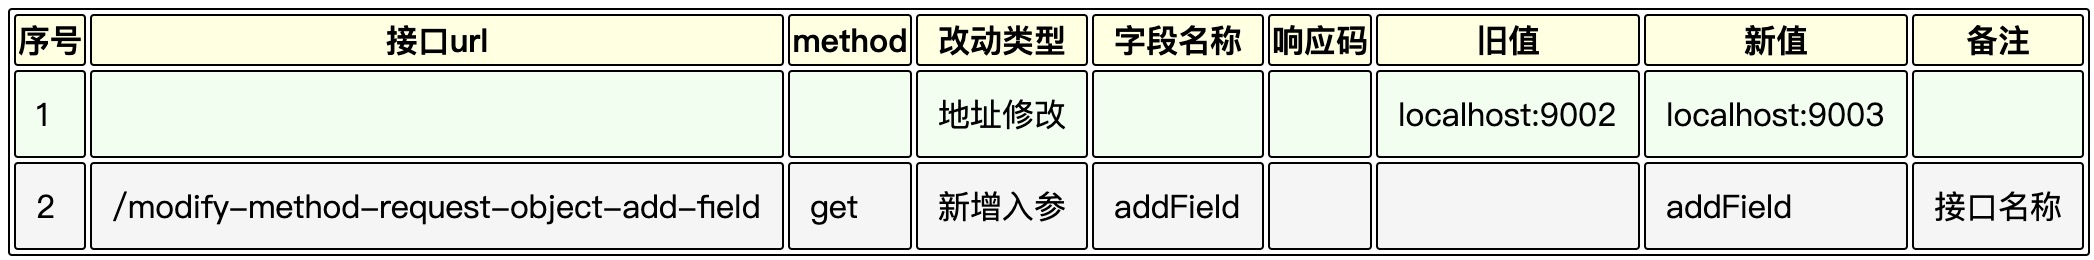 序号 接口url method 改动类型 字段名称 响应码 旧值 新值 备注
1 地址修改 localhost:9002 localhost:9003
2 /modify-method-request-object-add-field get 新增入参 addField addField 接口名称